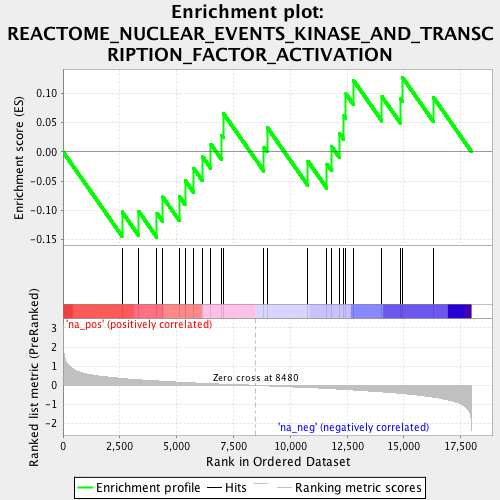 Enrichment plot:
REACTOME_NUCLEAR_EVENTS_KINASE_AND_TRANSC
RIPTION_FACTOR_ACTIVATION
Enrichment score (ES)
0.10
0.05
0.00
-0.05
-0.10
-0.15
'na_pos' (positively correlated)
Ranked list metric (PreRanked)
3
2
1
0
-1
-2
Zero cross at 8480
'na_neg' (negatively correlated)
0
2,500
5,000
7,500
10,000
12,500
15,000
17,500
Rank in Ordered Dataset
Enrichment profile
Hits
Ranking metric scores